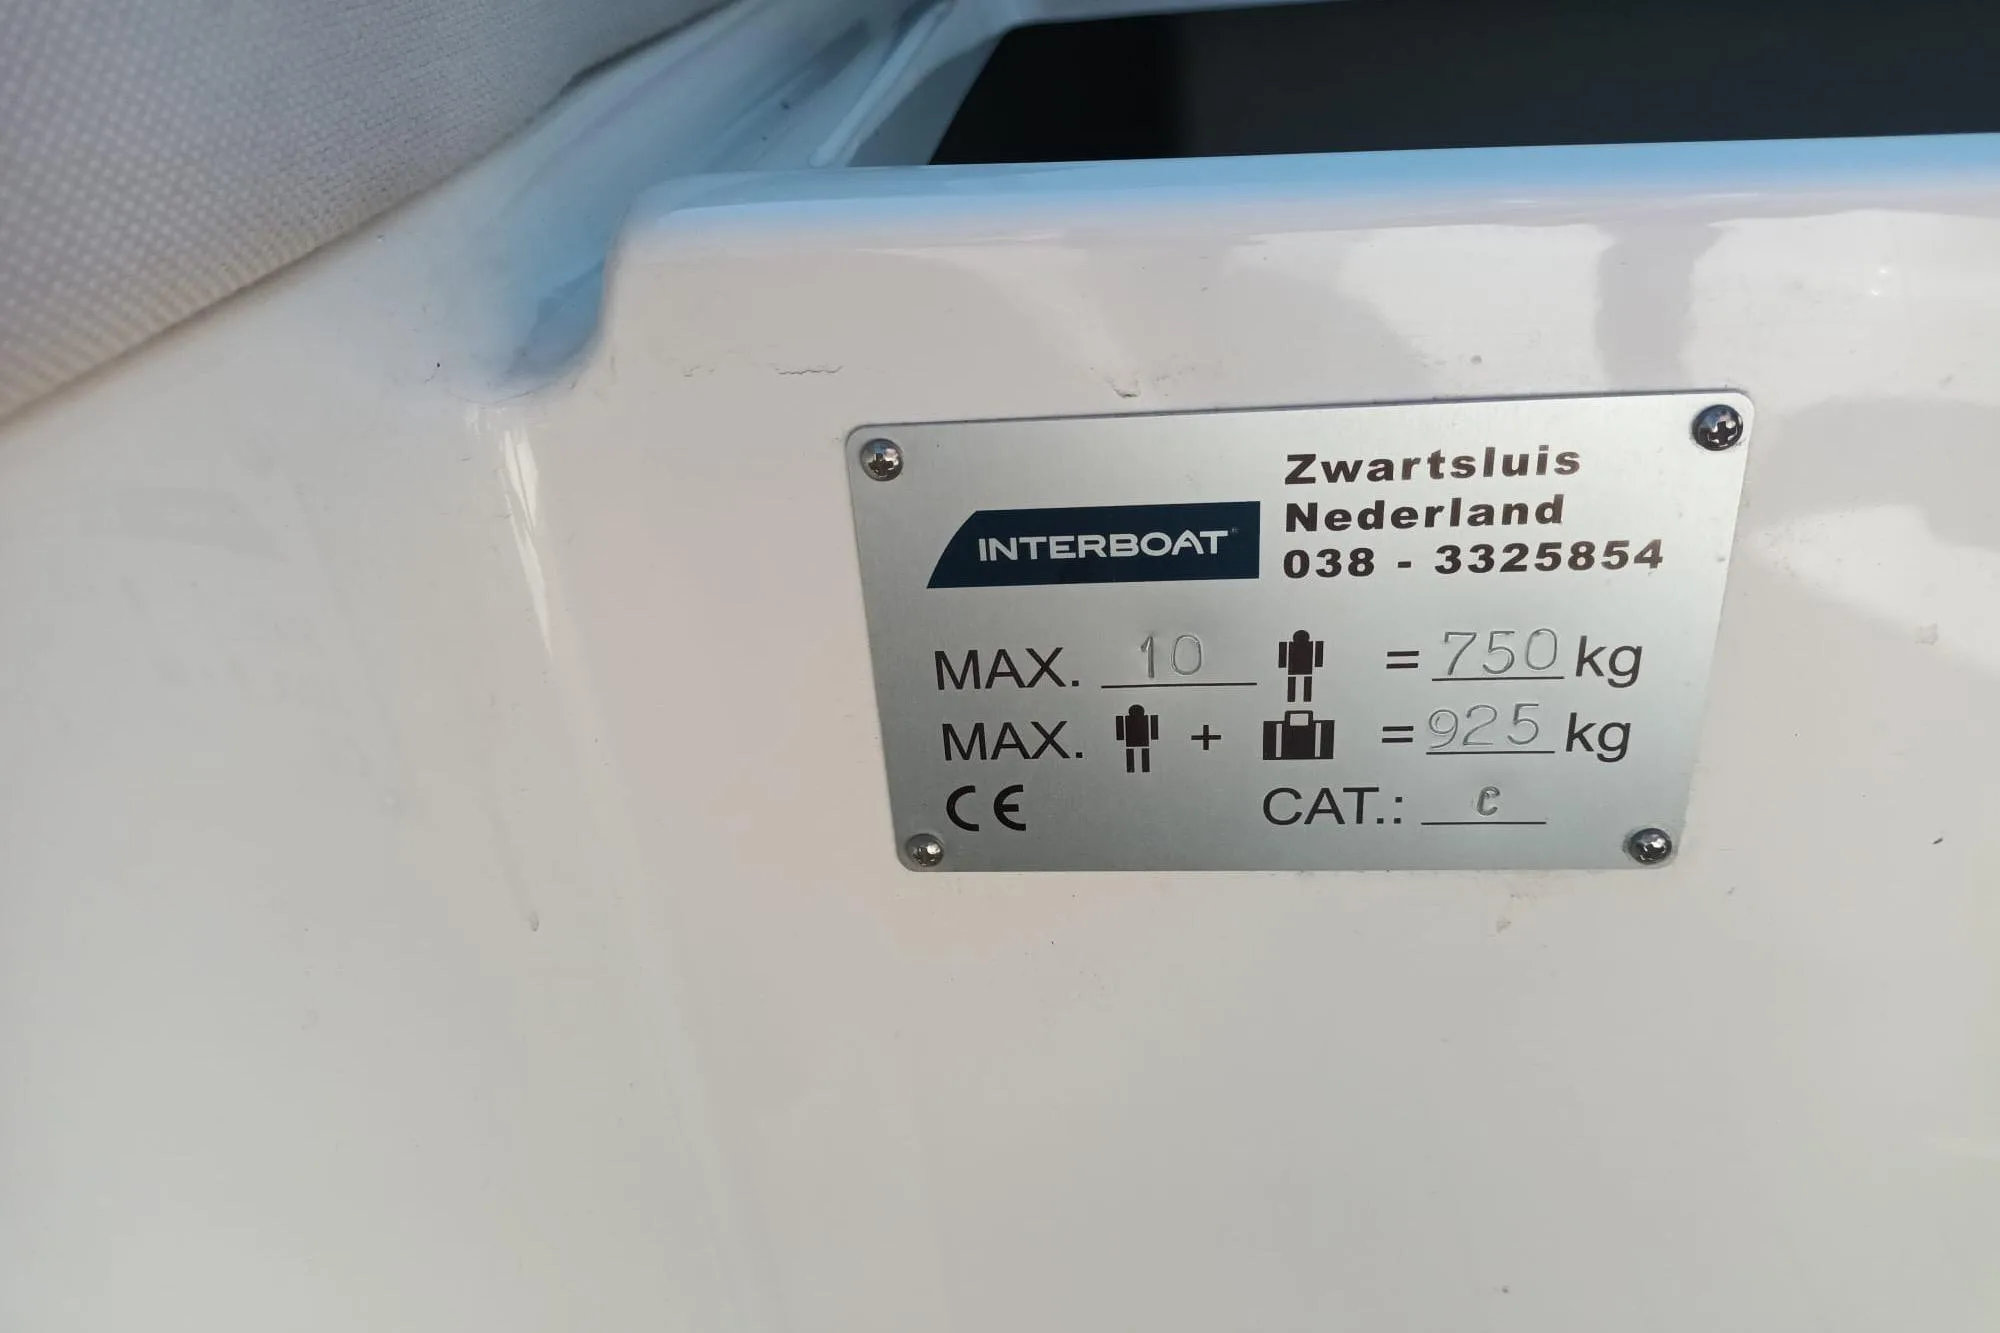 INTERBOAT®
Zwartsluis
Nederland
038 - 3325854
MAX. 10 = 750 kg
MAX. + = 925 kg
CE CAT.: C